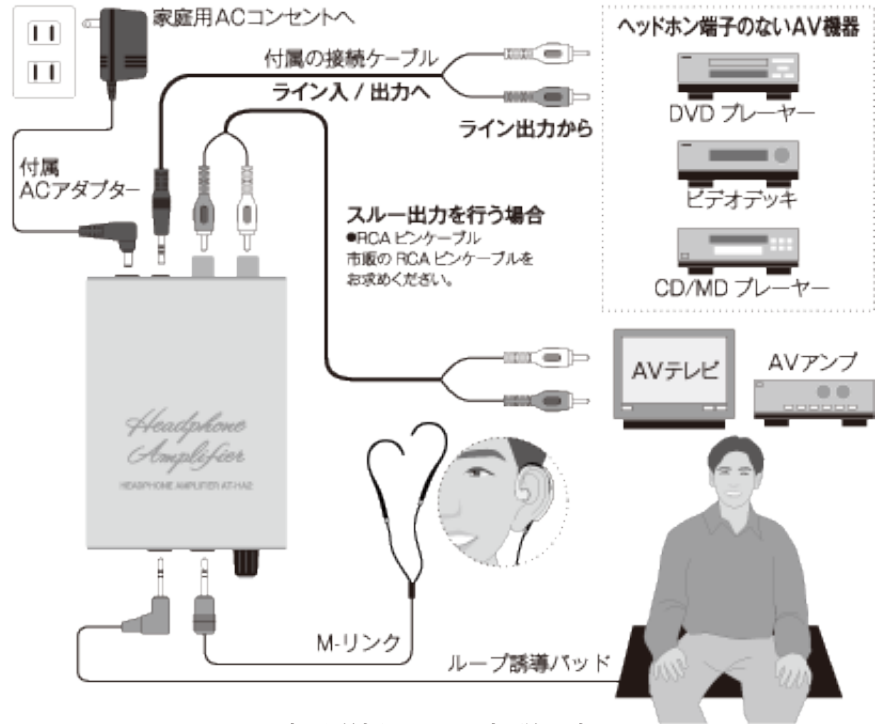 家庭用ACコンセントへ
付属の接続ケーブル
ライン入 / 出力へ
ライン出力から
ヘッドホン端子のないAV機器
DVD プレーヤー
ビデオデッキ
CD/MD プレーヤー
付属
ACアダプター
スルー出力を行う場合
●RCA ピンケーブル
市販の RCA ピンケーブルを
お求めください。
AVテレビ
AVアンプ
Headphone
Amplifier
HEADPHONE AMPLIFIER AT-HA2
M-リンク
ループ誘導パッド